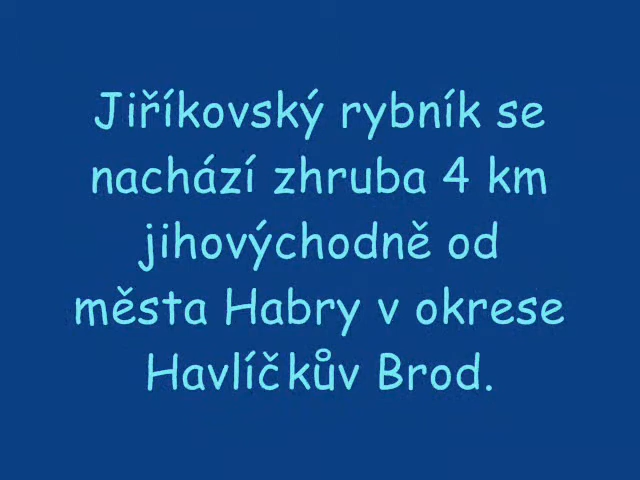 Jiříkovský rybník se
nachází zhruba 4 km
jihovýchodně od
města Habry v okrese
Havlíčkův Brod.